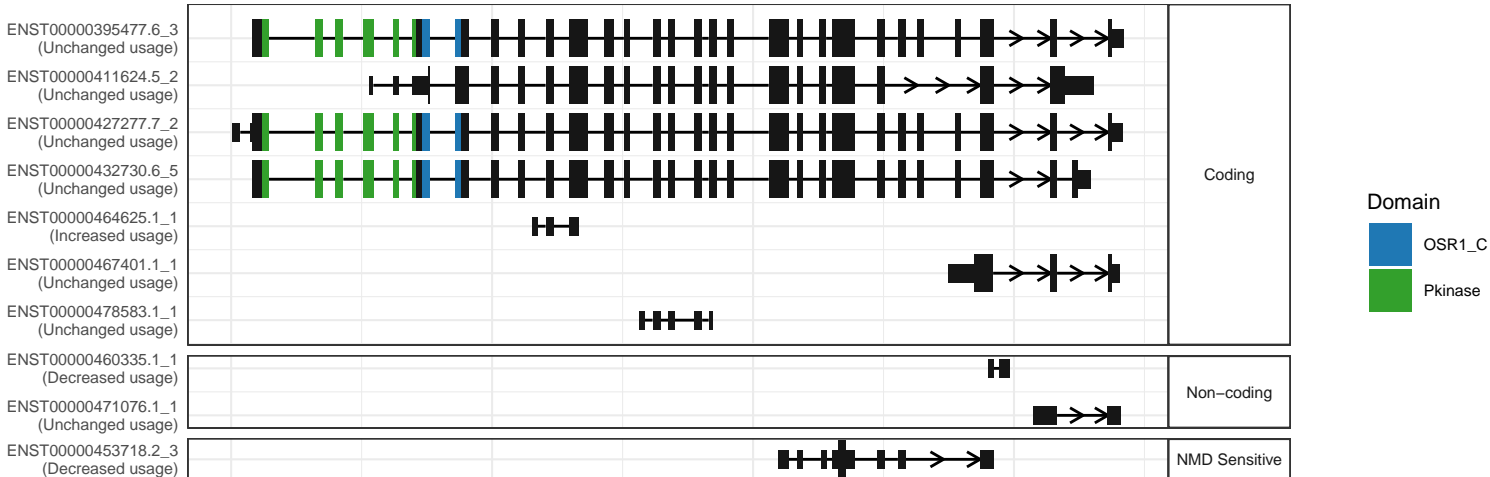 ENST00000395477.6_3
(Unchanged usage)
ENST00000411624.5_2
(Unchanged usage)
ENST00000427277.7_2
(Unchanged usage)
ENST00000432730.6_5
(Unchanged usage)
ENST00000464625.1_1
(Increased usage)
ENST00000467401.1_1
(Unchanged usage)
ENST00000478583.1_1
(Unchanged usage)
Coding
ENST00000460335.1_1
(Decreased usage)
ENST00000471076.1_1
(Unchanged usage)
Non−coding
ENST00000453718.2_3
(Decreased usage)
NMD Sensitive
Domain
OSR1_C
Pkinase